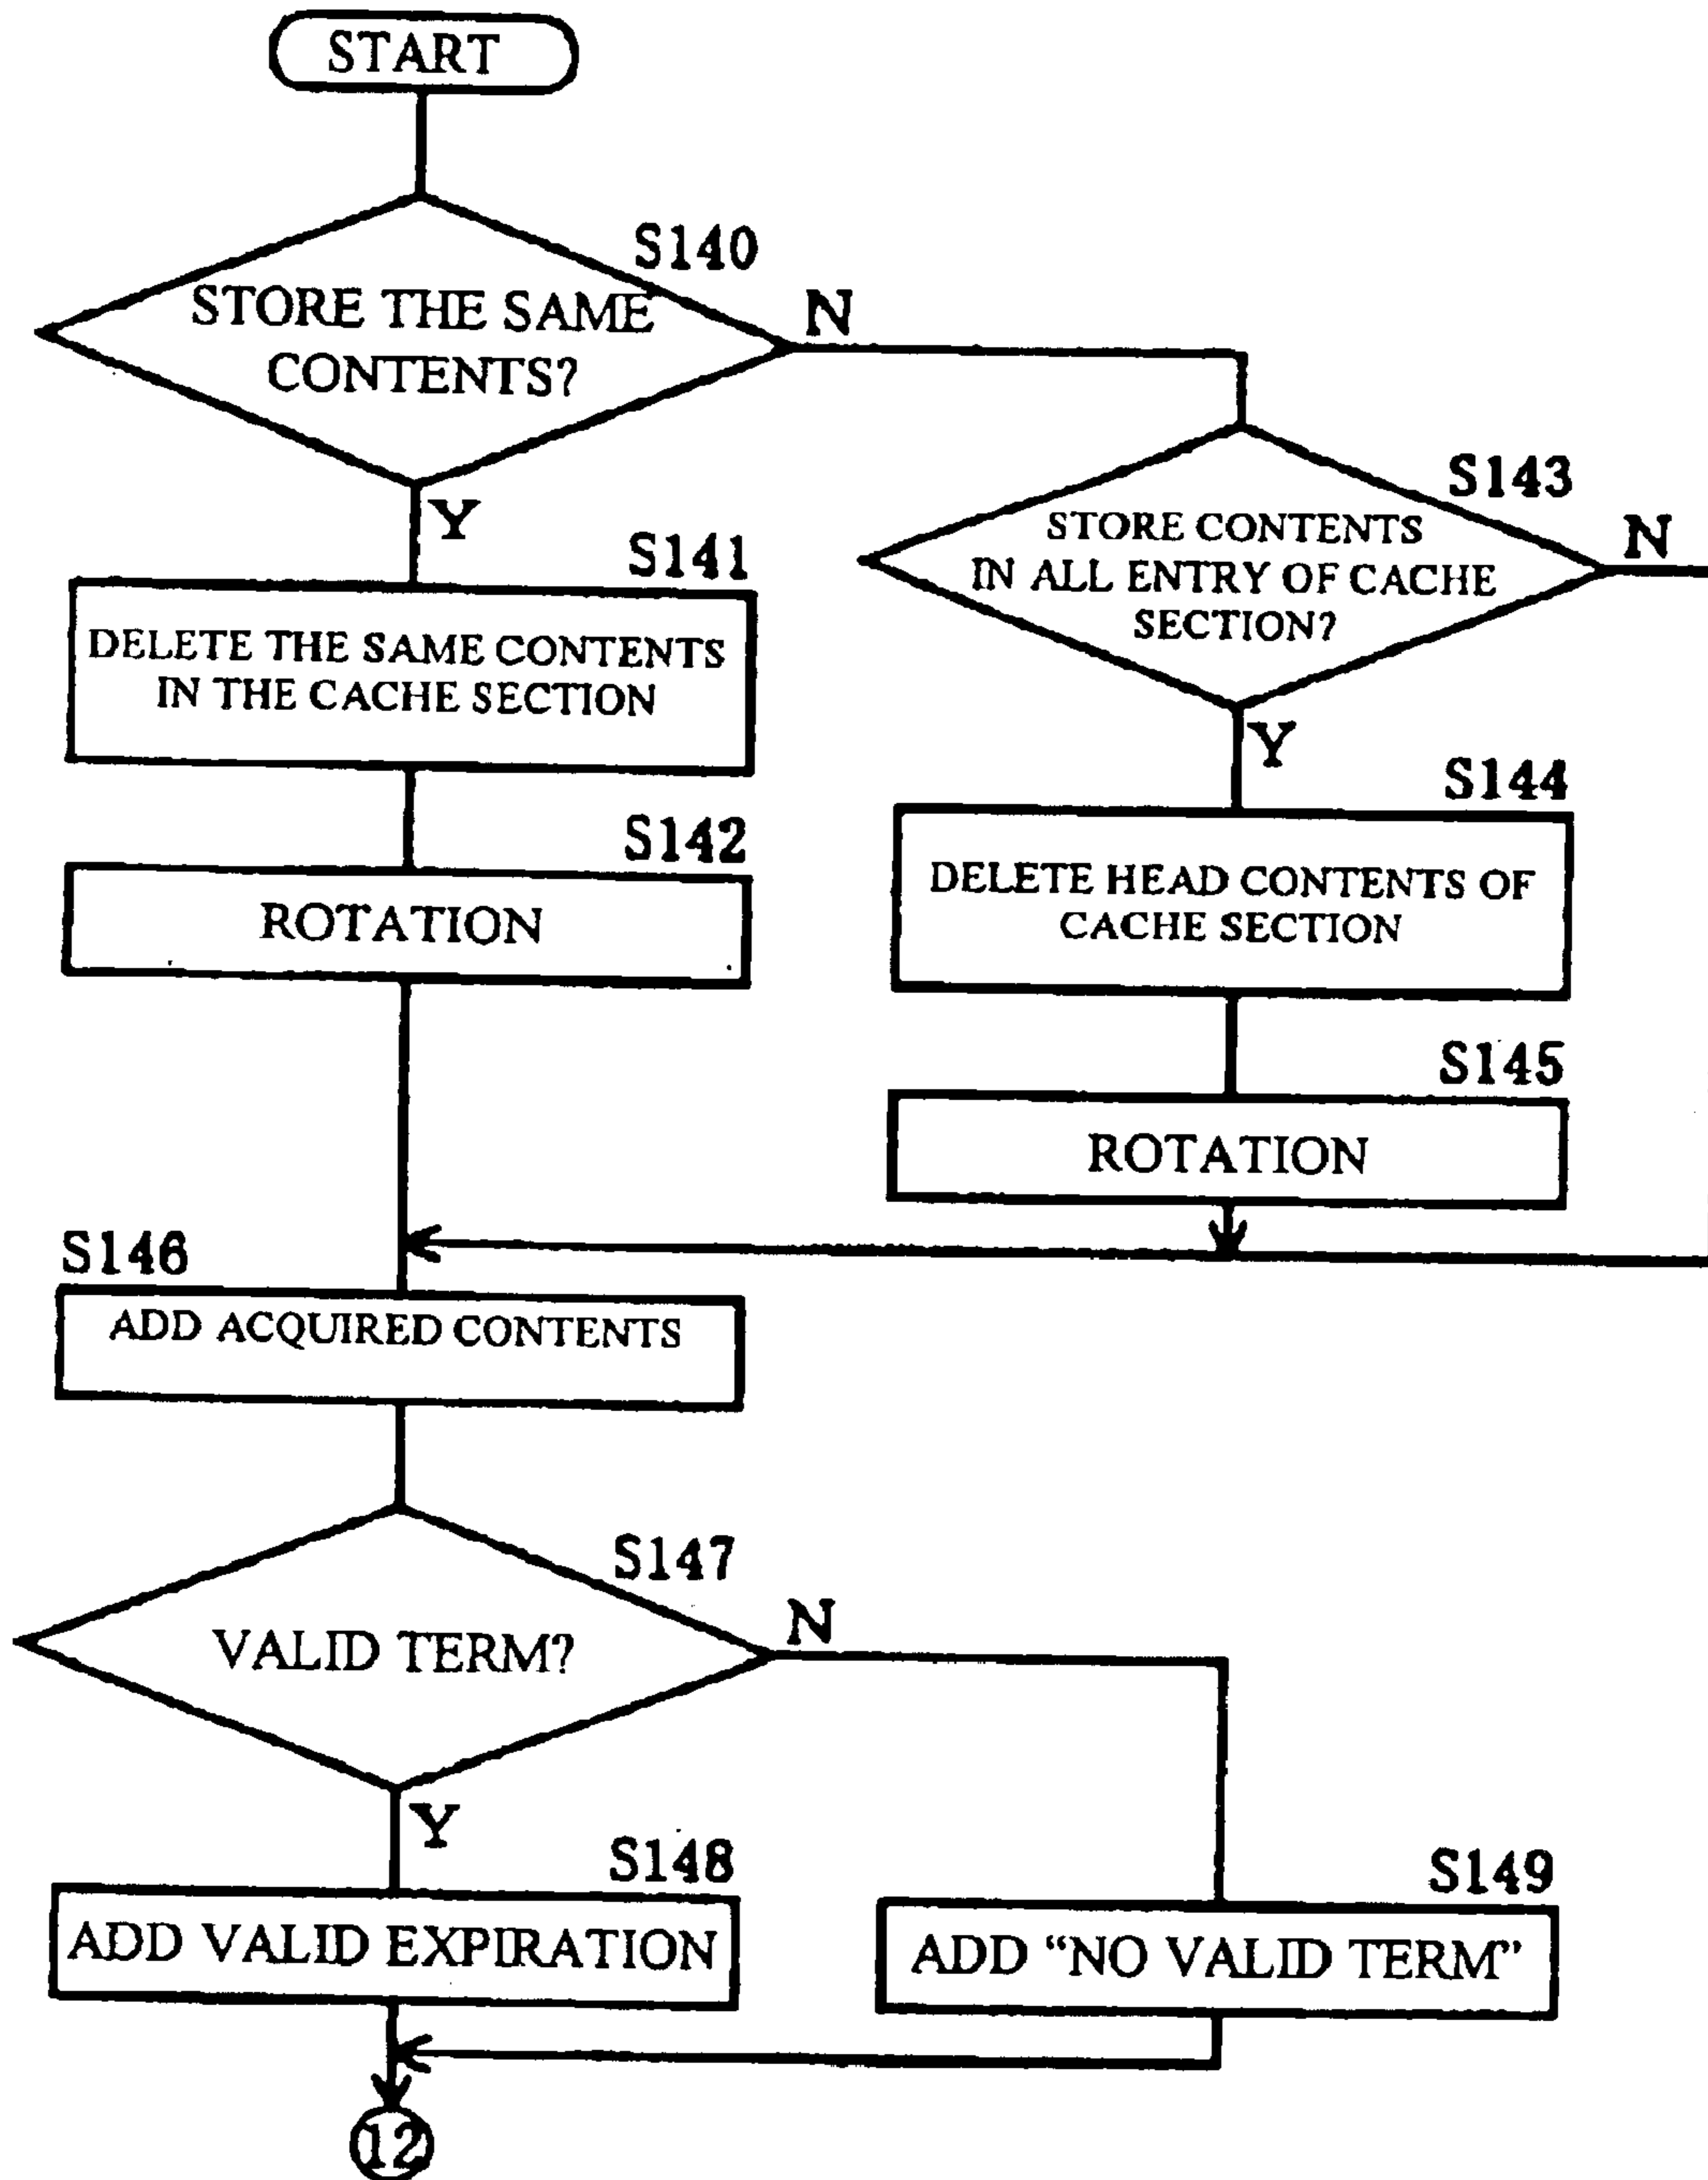 START
S140
STORE THE SAME
CONTENTS?
N
Y
S143
STORE CONTENTS
IN ALL ENTRY OF CACHE
SECTION?
N
Y
S141
DELETE THE SAME CONTENTS
IN THE CACHE SECTION
S142
ROTATION
S144
DELETE HEAD CONTENTS OF
CACHE SECTION
S145
ROTATION
S146
ADD ACQUIRED CONTENTS
S147
VALID TERM?
N
Y
S148
ADD VALID EXPIRATION
S149
ADD “NO VALID TERM”
12